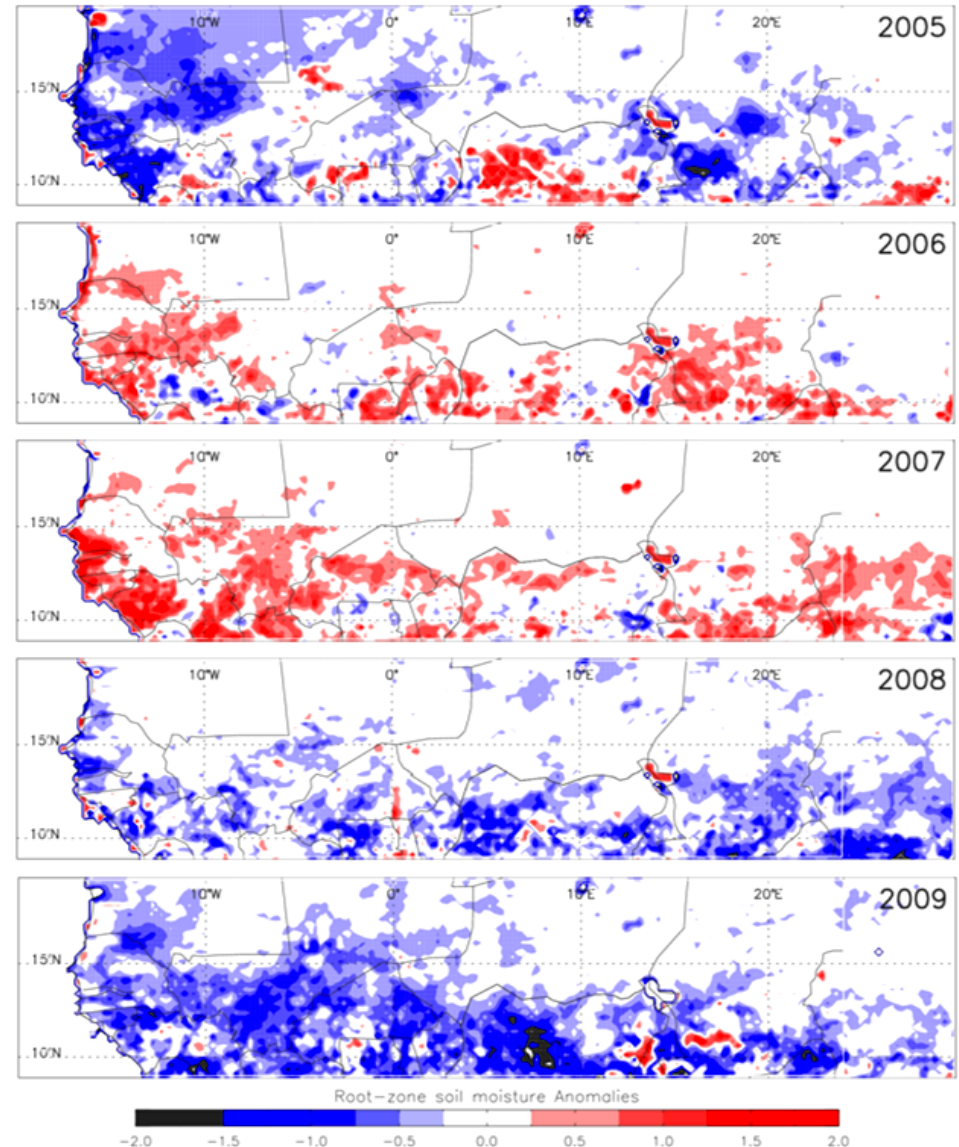 10°W 0° 10°E 20°E 2005
15°N
10°N
10°W 0° 10°E 20°E 2006
15°N
10°N
10°W 0° 10°E 20°E 2007
15°N
10°N
10°W 0° 10°E 20°E 2008
15°N
10°N
10°W 0° 10°E 20°E 2009
15°N
10°N
Root-zone soil moisture Anomalies
-2.0 -1.5 -1.0 -0.5 0.0 0.5 1.0 1.5 2.0